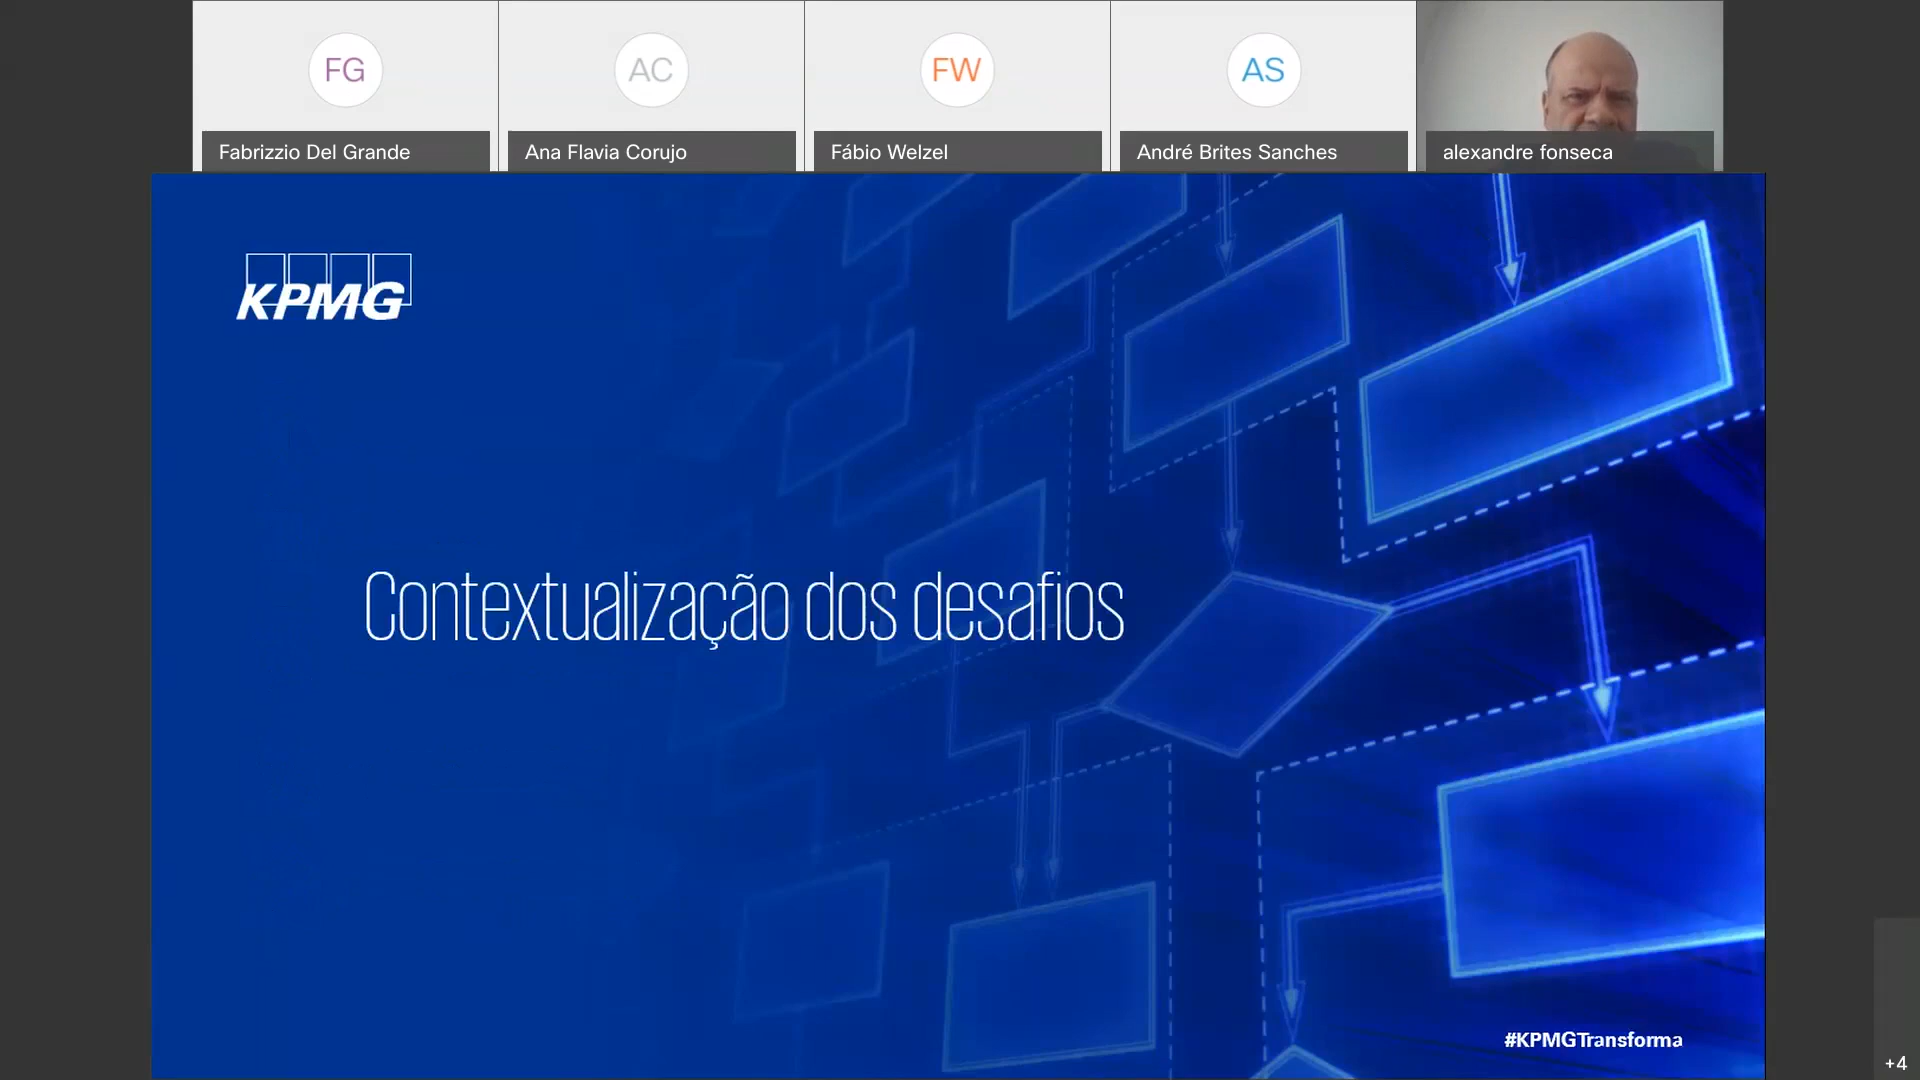 FG
AC
FW
AS
Fabrizzio Del Grande
Ana Flavia Corujo
Fábio Welzel
André Brites Sanches
alexandre fonseca
KPMG
Contextualização dos desafios
#KPMGTransforma
+4